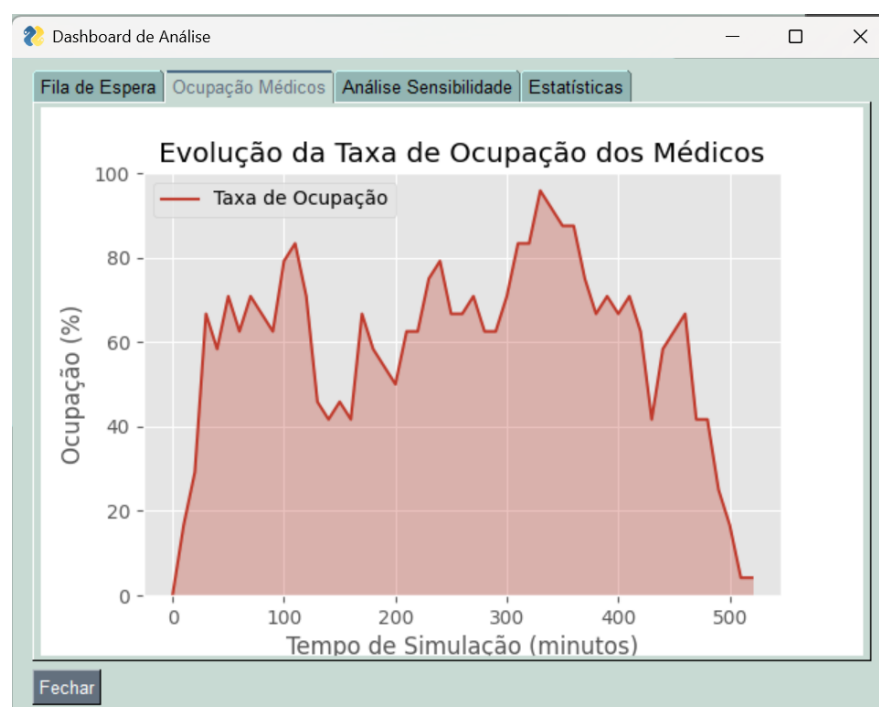 Dashboard de Análise
Fila de Espera Ocupação Médicos Análise Sensibilidade Estatísticas
Evolução da Taxa de Ocupação dos Médicos
Taxa de Ocupação
100
80
60
40
20
0
Ocupação (%)
0 100 200 300 400 500
Tempo de Simulação (minutos)
Fechar